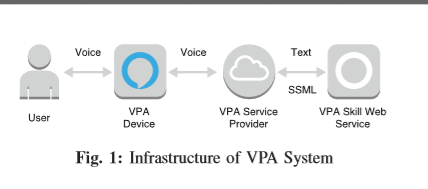 Voice
Voice
Text
SSML
User
VPA
Device
VPA Service
Provider
VPA Skill Web
Service
Fig. 1: Infrastructure of VPA System